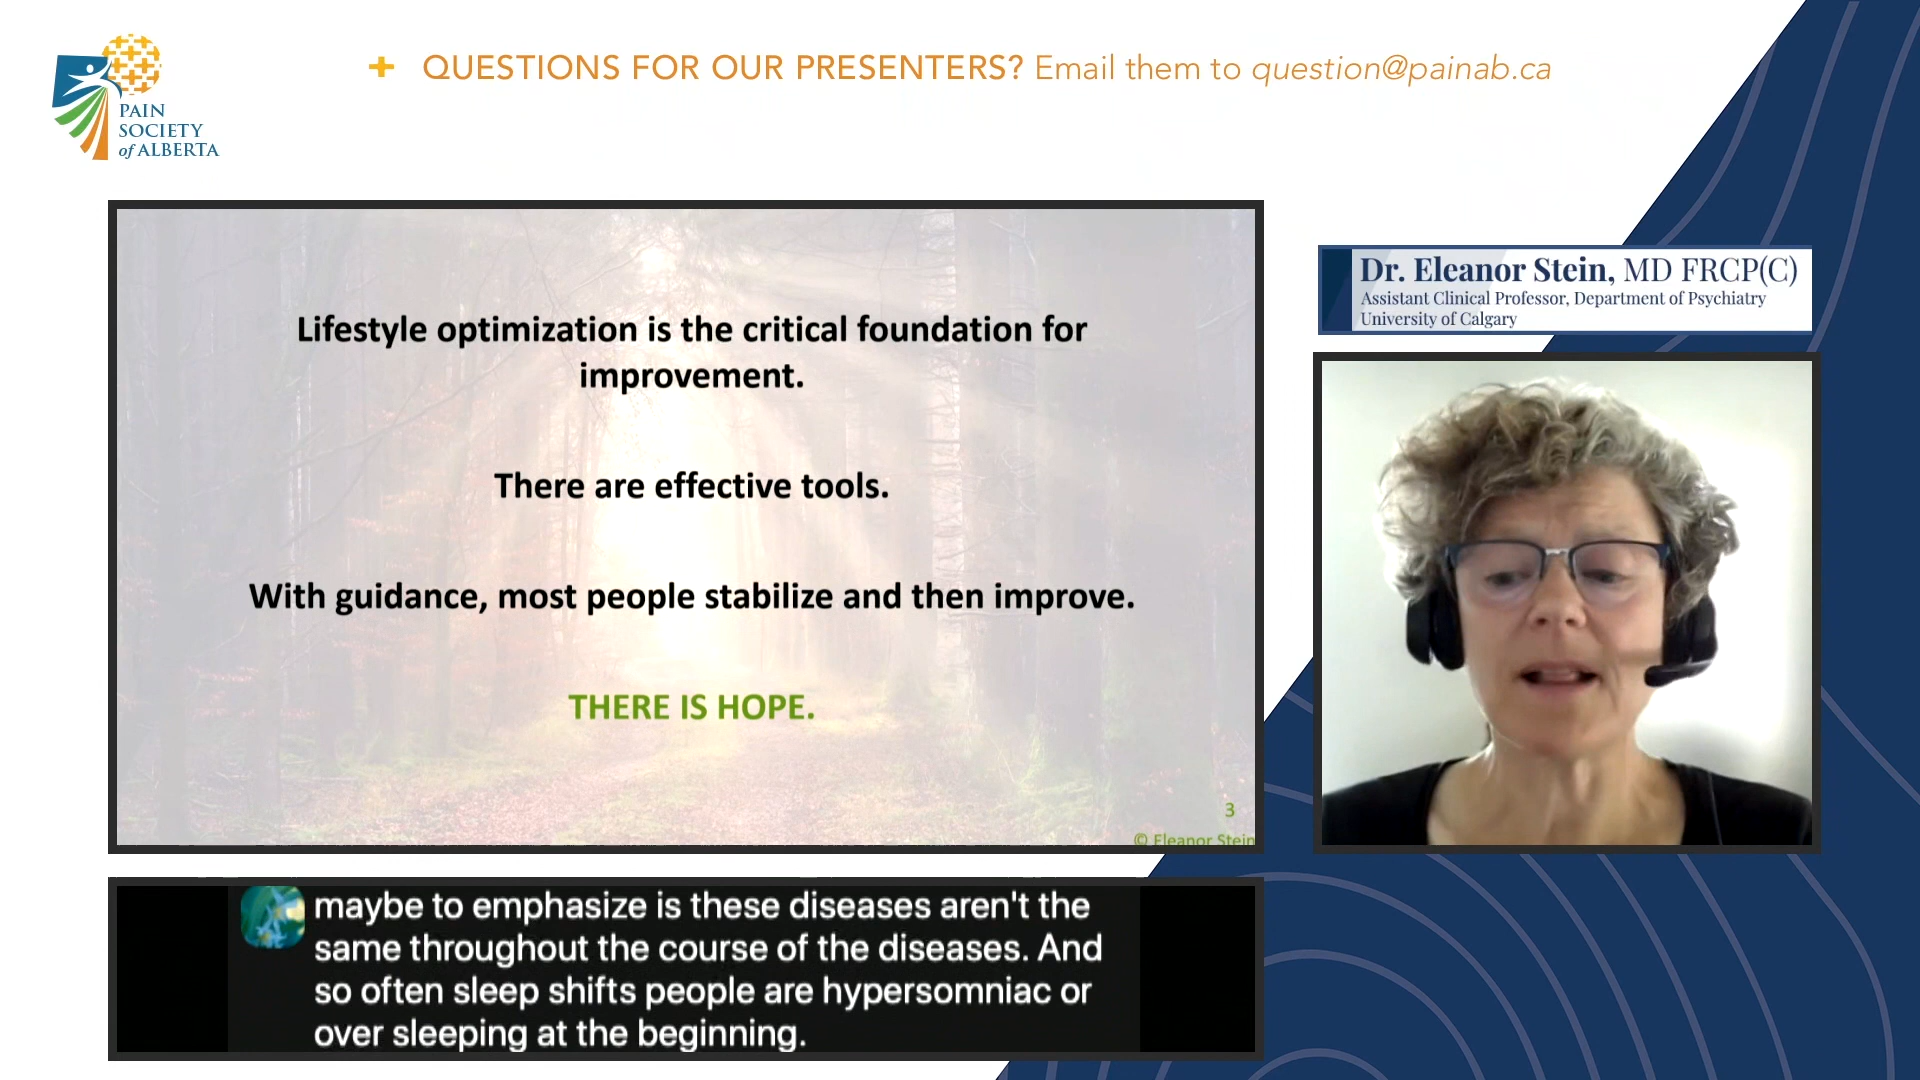 PAIN
SOCIETY
of ALBERTA
+ QUESTIONS FOR OUR PRESENTERS? Email them to question@painab.ca
Lifestyle optimization is the critical foundation for
improvement.
There are effective tools.
With guidance, most people stabilize and then improve.
THERE IS HOPE.
3
© Eleanor Stein
Dr. Eleanor Stein, MD FRCP(C)
Assistant Clinical Professor, Department of Psychiatry
University of Calgary
maybe to emphasize is these diseases aren't the
same throughout the course of the diseases. And
so often sleep shifts people are hypersomniac or
over sleeping at the beginning.